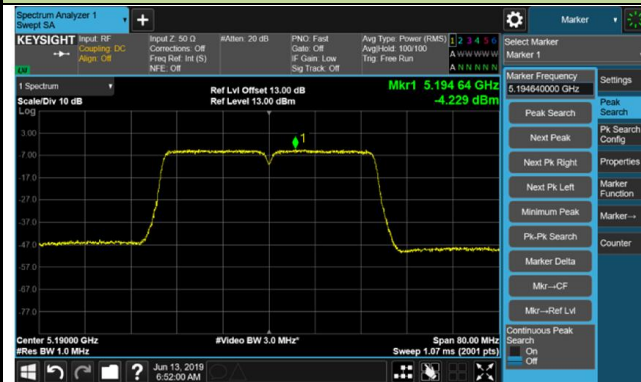 Spectrum Analyzer 1
Swept SA
Marker
KEYSIGHT
Input: RF
Coupling: DC
Align: Off
Input Z: 50 Ω
Corrections: Off
Freq Ref: Int (S)
NFE: Off
#Atten: 20 dB
PNO: Fast
Gate: Off
IF Gain: Low
Sig Track: Off
Avg Type: Power (RMS)
Avg|Hold: 100/100
Trig: Free Run
1 2 3 4 5 6
A W W W W W
A N N N N N
LW
Select Marker
Marker 1
1 Spectrum
Scale/Div 10 dB
Log
Ref Lvl Offset 13.00 dB
Ref Level 13.00 dBm
Mkr1 5.194 64 GHz
-4.229 dBm
3.00
-7.00
-17.0
-27.0
-37.0
-47.0
-57.0
-67.0
-77.0
1
Center 5.19000 GHz
#Res BW 1.0 MHz
#Video BW 3.0 MHz*
Span 80.00 MHz
Sweep 1.07 ms (2001 pts)
Marker Frequency
5.194640000 GHz
Peak Search
Next Peak
Next Pk Right
Next Pk Left
Minimum Peak
Pk-Pk Search
Marker Delta
Mkr→CF
Mkr→Ref Lvl
Continuous Peak
Search
On
Off
Settings
Peak
Search
Pk Search
Config
Properties
Marker
Function
Marker→
Counter
Jun 13, 2019
6:52:00 AM